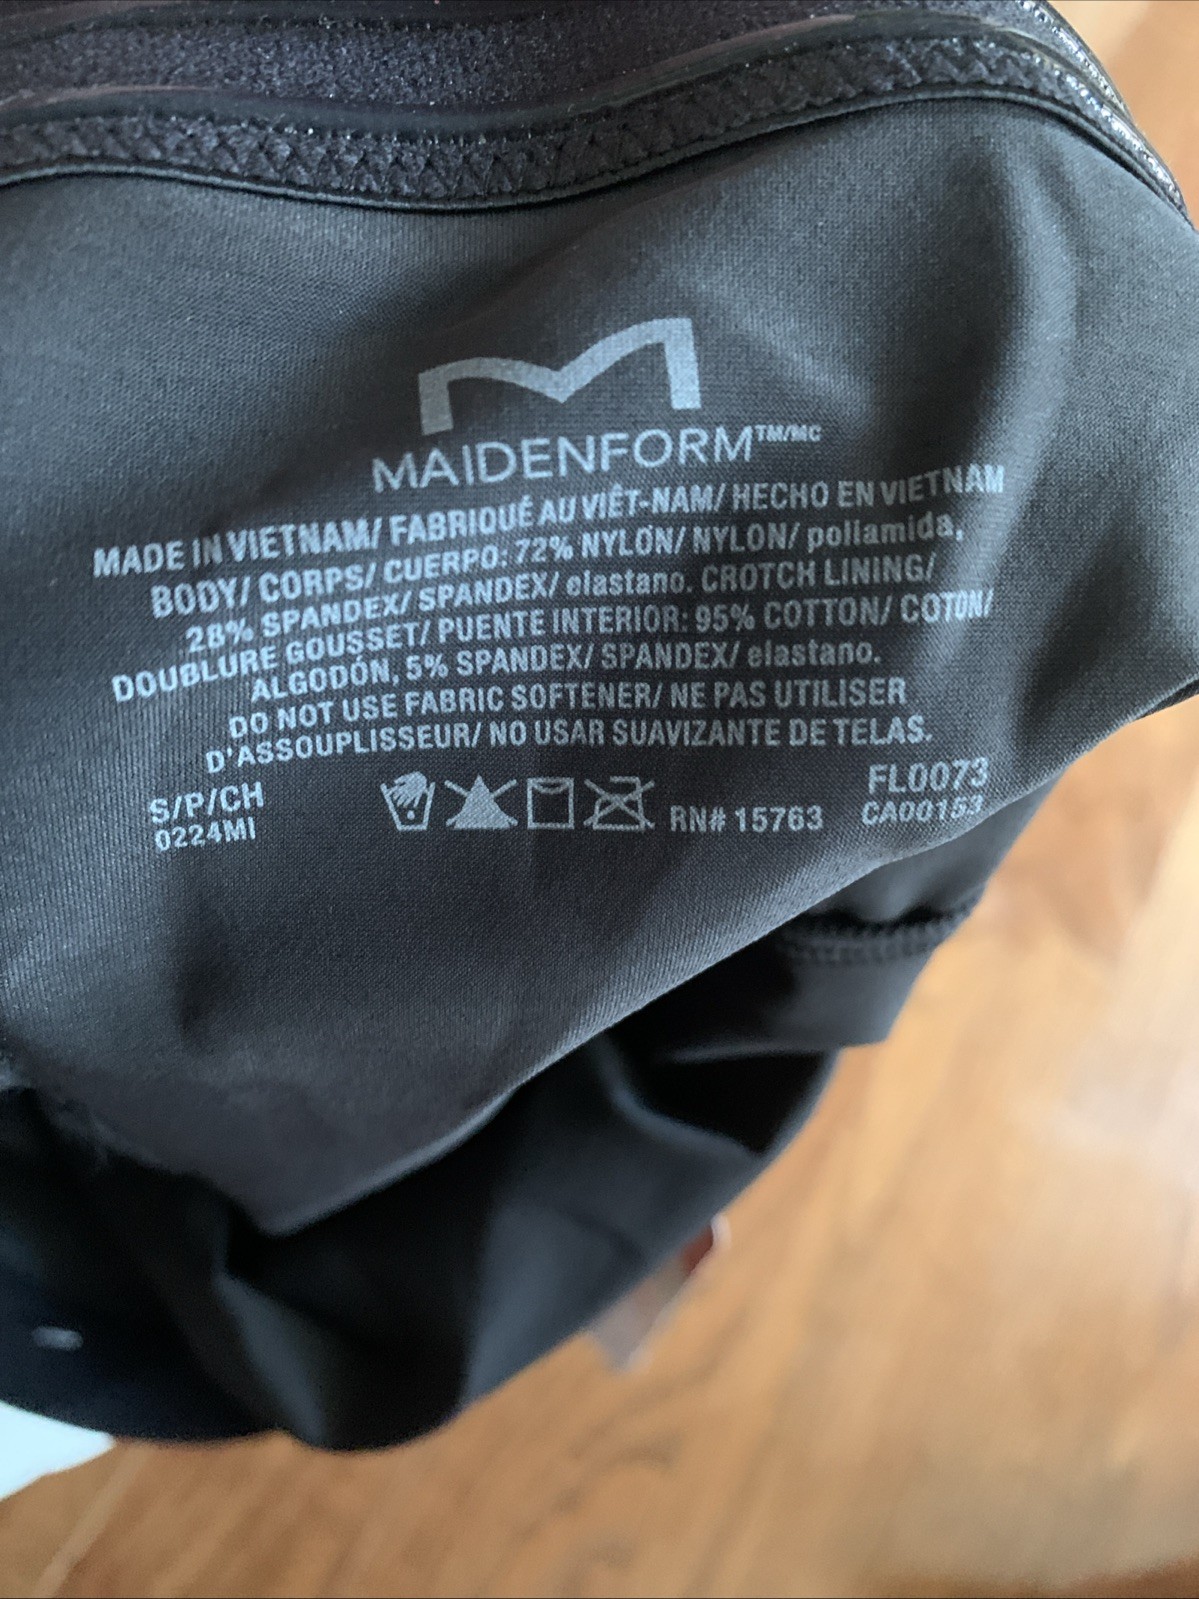 MAIDENFORM™/MC
MADE IN VIETNAM/ FABRIQUÉ AU VIÊT-NAM/ HECHO EN VIETNAM
BODY/ CORPS/ CUERPO: 72% NYLON/ NYLON/ poliamida,
28% SPANDEX/ SPANDEX/ elastano. CROTCH LINING/
DOUBLURE GOUSSET/ PUENTE INTERIOR: 95% COTTON/ COTON/
ALGODÓN, 5% SPANDEX/ SPANDEX/ elastano.
DO NOT USE FABRIC SOFTENER/ NE PAS UTILISER
D'ASSOUPLISSEUR/ NO USAR SUAVIZANTE DE TELAS.
S/P/CH
0224MI
RN# 15763
FL0073
CA00153